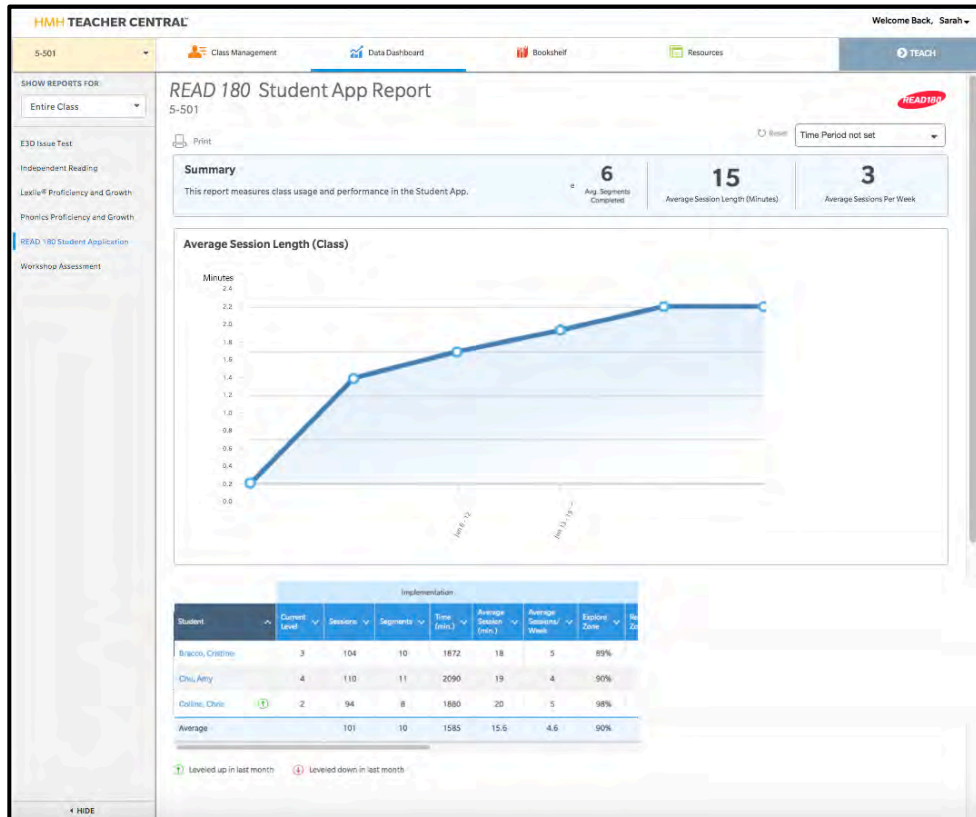 HMH TEACHER CENTRAL
Welcome Back, Sarah
5-501
Class Management
Data Dashboard
Bookshelf
Resources
TEACH
SHOW REPORTS FOR
Entire Class
E3D Issue Test
Independent Reading
Lexile® Proficiency and Growth
Phonics Proficiency and Growth
READ 180 Student Application
Workshop Assessment
HIDE
READ 180 Student App Report
5-501
READ180
Print
Reset
Time Period not set
Summary
This report measures class usage and performance in the Student App.
e
6
Avg. Segments
Completed
15
Average Session Length (Minutes)
3
Average Sessions Per Week
Average Session Length (Class)
Minutes
2.4
2.2
2.0
1.8
1.6
1.4
1.2
1.0
0.8
0.6
0.4
0.2
0.0
Jun 6 - 12
Jun 13 - 19
Implementation
Student Current Level Sessions Segments Time (min.) Average Session (min.) Average Sessions/Week Explore Zone
Bracco, Cristine 3 104 10 1872 18 5 89%
Chu, Amy 4 110 11 2090 19 4 90%
Collins, Chris 2 94 8 1880 20 5 98%
Average 101 10 1585 15.6 4.6 90%
Leveled up in last month
Leveled down in last month